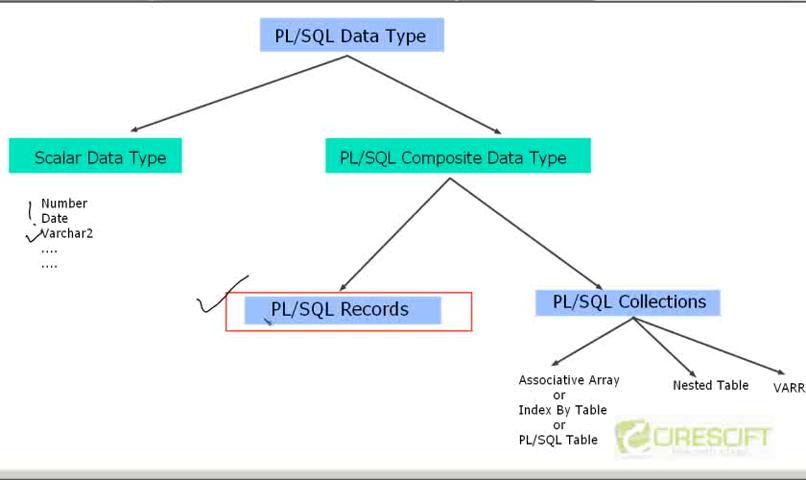 PL/SQL Data Type
Scalar Data Type
PL/SQL Composite Data Type
Number
Date
Varchar2
....
....
PL/SQL Records
PL/SQL Collections
Associative Array
or
Index By Table
or
PL/SQL Table
Nested Table
VARR